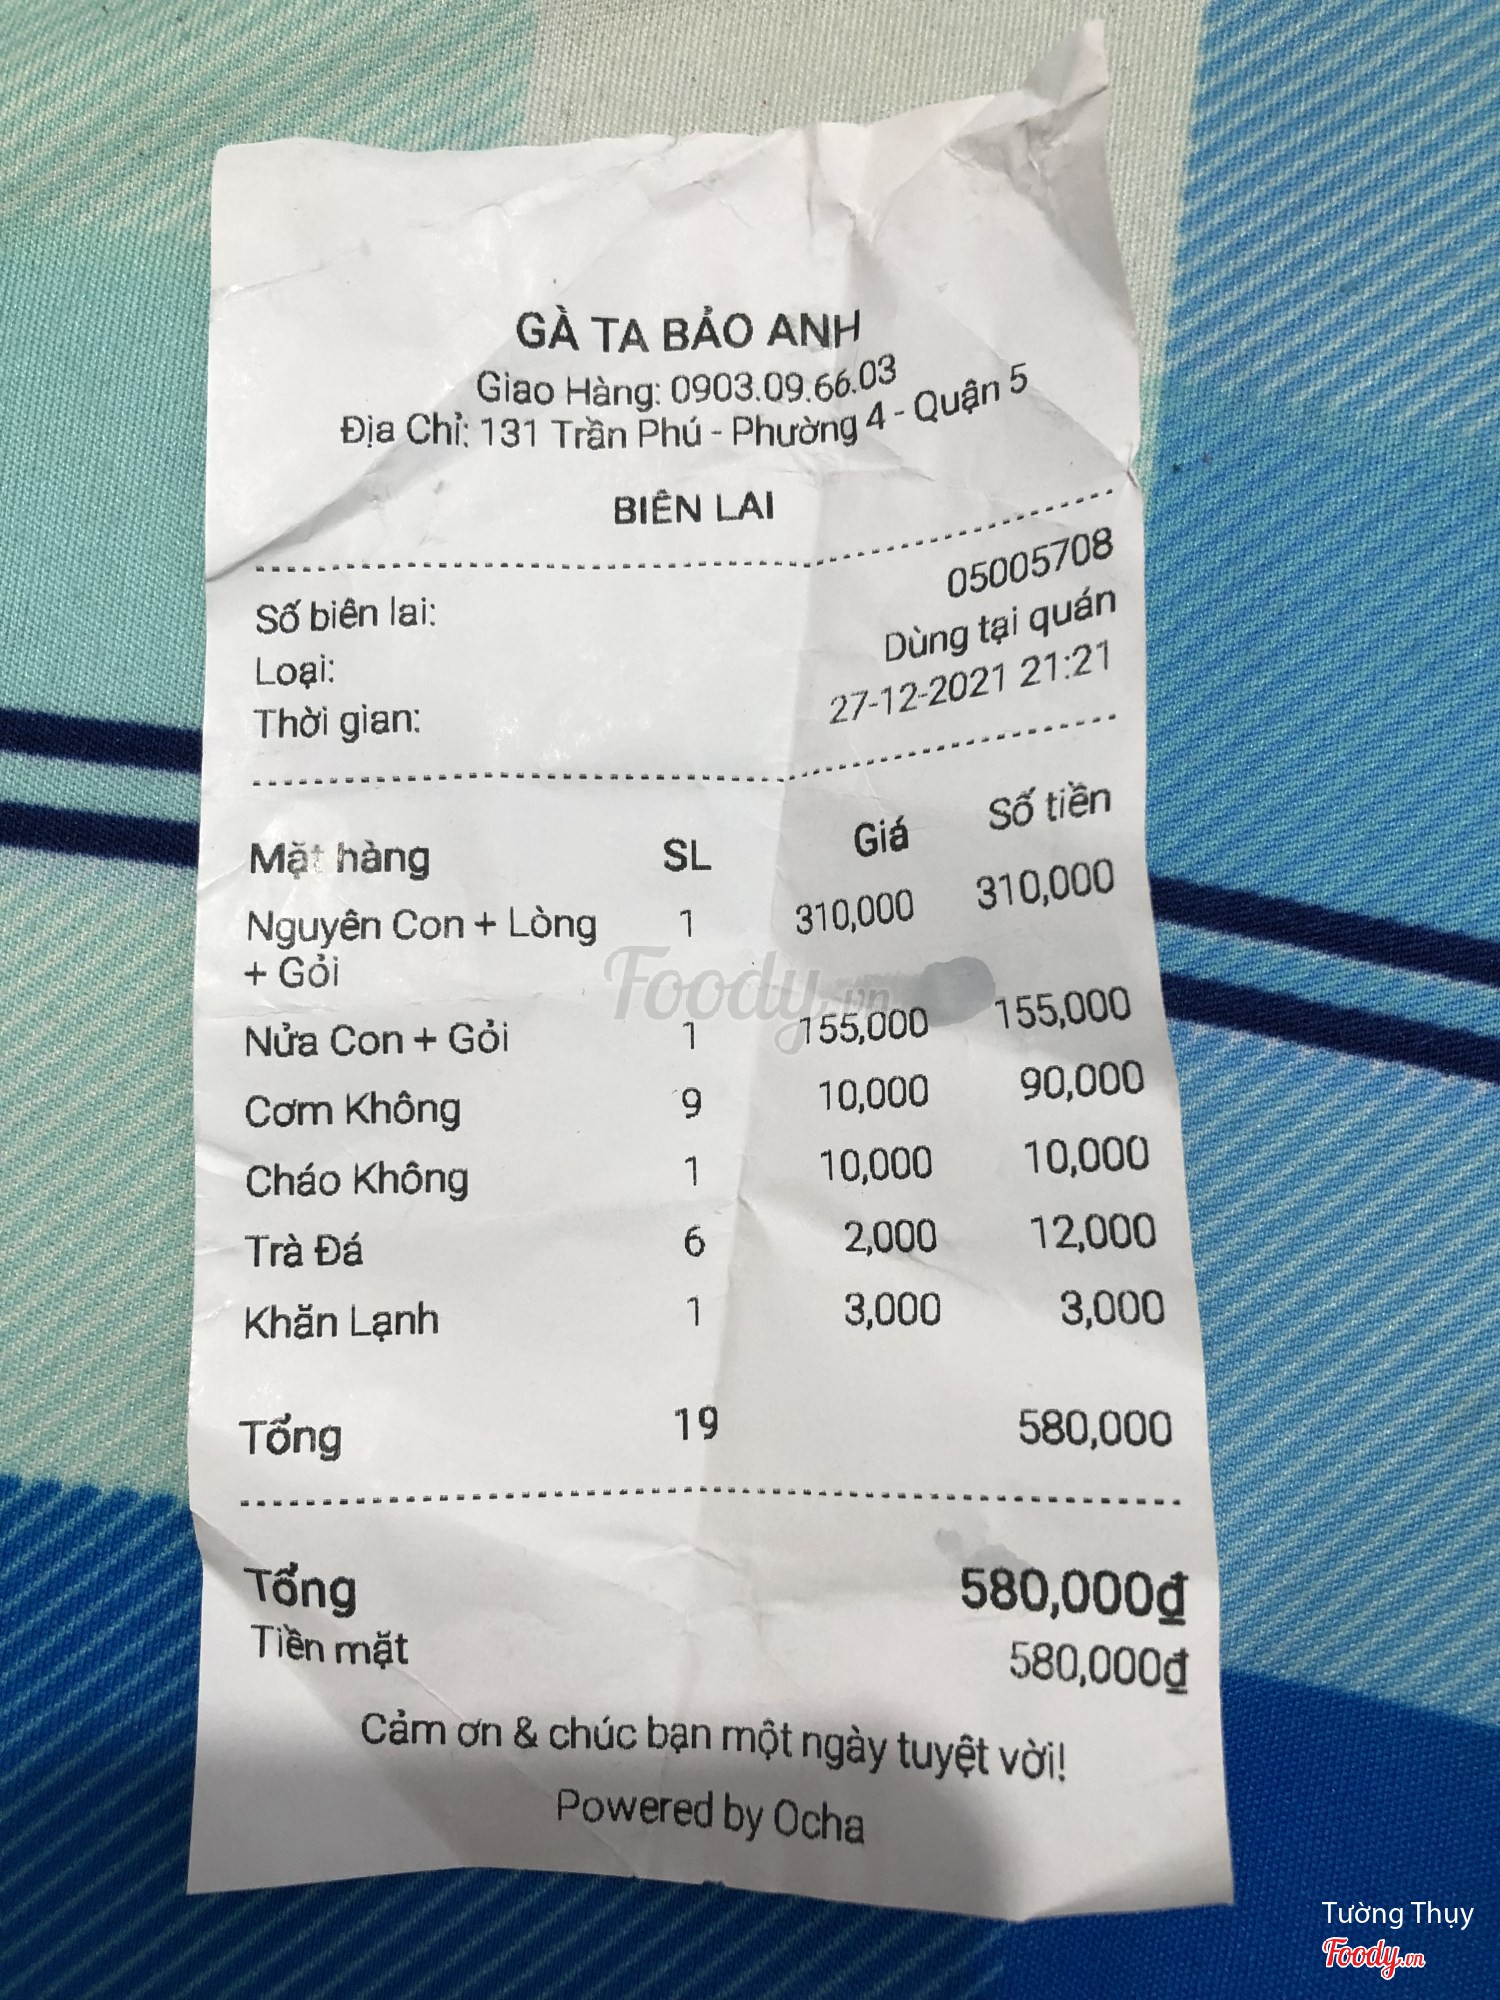 GÀ TA BẢO ANH
Giao Hàng: 0903.09.66.03
Địa Chỉ: 131 Trần Phú - Phường 4 - Quận 5
BIÊN LAI
Số biên lai: 05005708
Loại: Dùng tại quán
Thời gian: 27-12-2021 21:21
Mặt hàng SL Giá Số tiền
Nguyên Con + Lòng 1 310,000 310,000
+ Gỏi
Foody.vn
Nửa Con + Gỏi 1 155,000 155,000
Cơm Không 9 10,000 90,000
Cháo Không 1 10,000 10,000
Trà Đá 6 2,000 12,000
Khăn Lạnh 1 3,000 3,000
Tổng 19 580,000
Tổng 580,000đ
Tiền mặt 580,000đ
Cảm ơn & chúc bạn một ngày tuyệt vời!
Powered by Ocha
Tường Thụy
Foody.vn